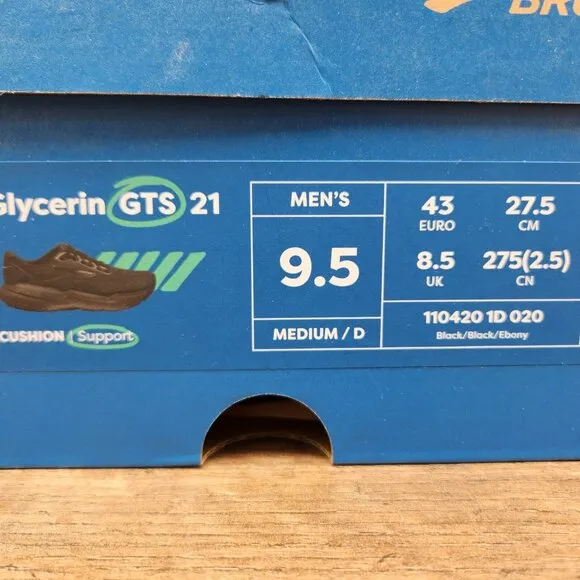 BRO
Glycerin GTS 21
CUSHION | Support
MEN'S
9.5
MEDIUM / D
43 EURO
27.5 CM
8.5 UK
275(2.5) CN
110420 1D 020
Black/Black/Ebony